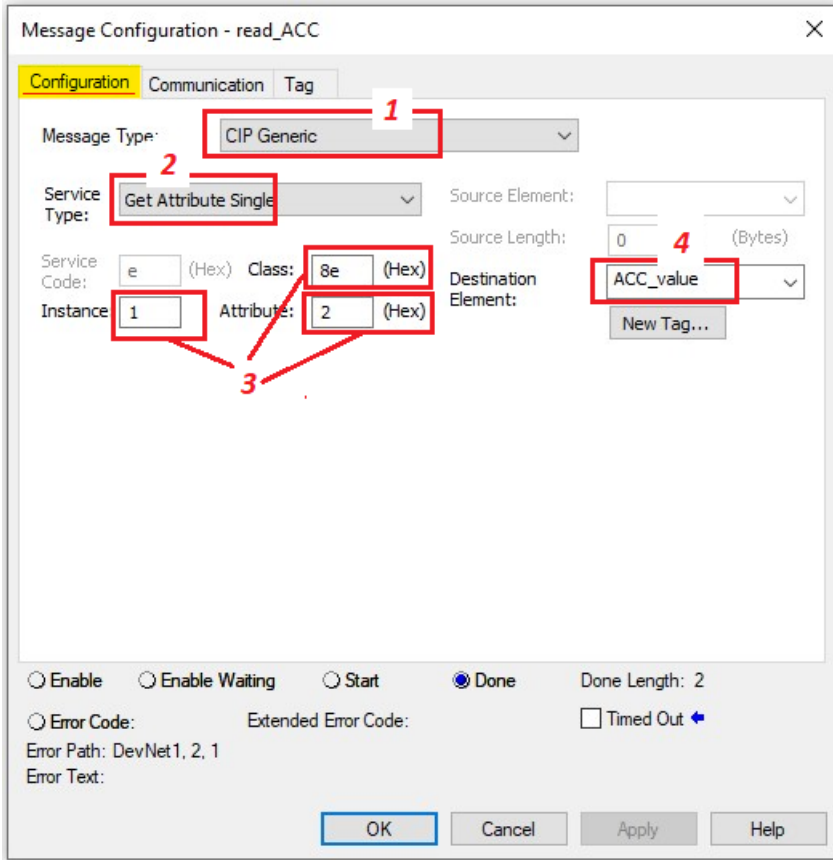 Message Configuration - read_ACC
Configuration Communication Tag
1
Message Type: CIP Generic
2
Service Type: Get Attribute Single Source Element:
Source Length: 0 (Bytes)
4
Service Code: e (Hex) Class: 8e (Hex) Destination Element: ACC_value
Instance 1 Attribute: 2 (Hex) New Tag...
3
Enable Enable Waiting Start Done Done Length: 2
Error Code: Extended Error Code: Timed Out
Error Path: DevNet1, 2, 1
Error Text:
OK Cancel Apply Help